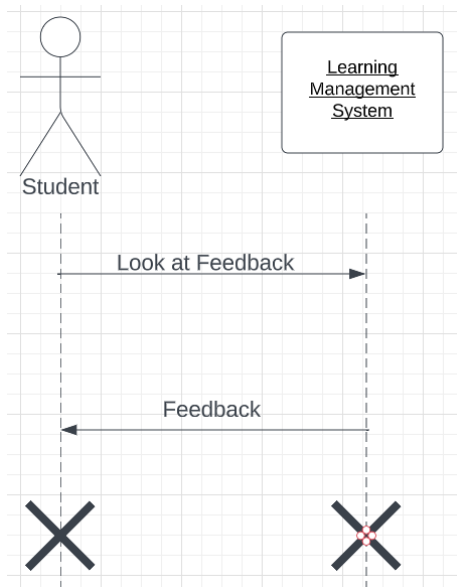 Learning
Management
System
Student
Look at Feedback
Feedback